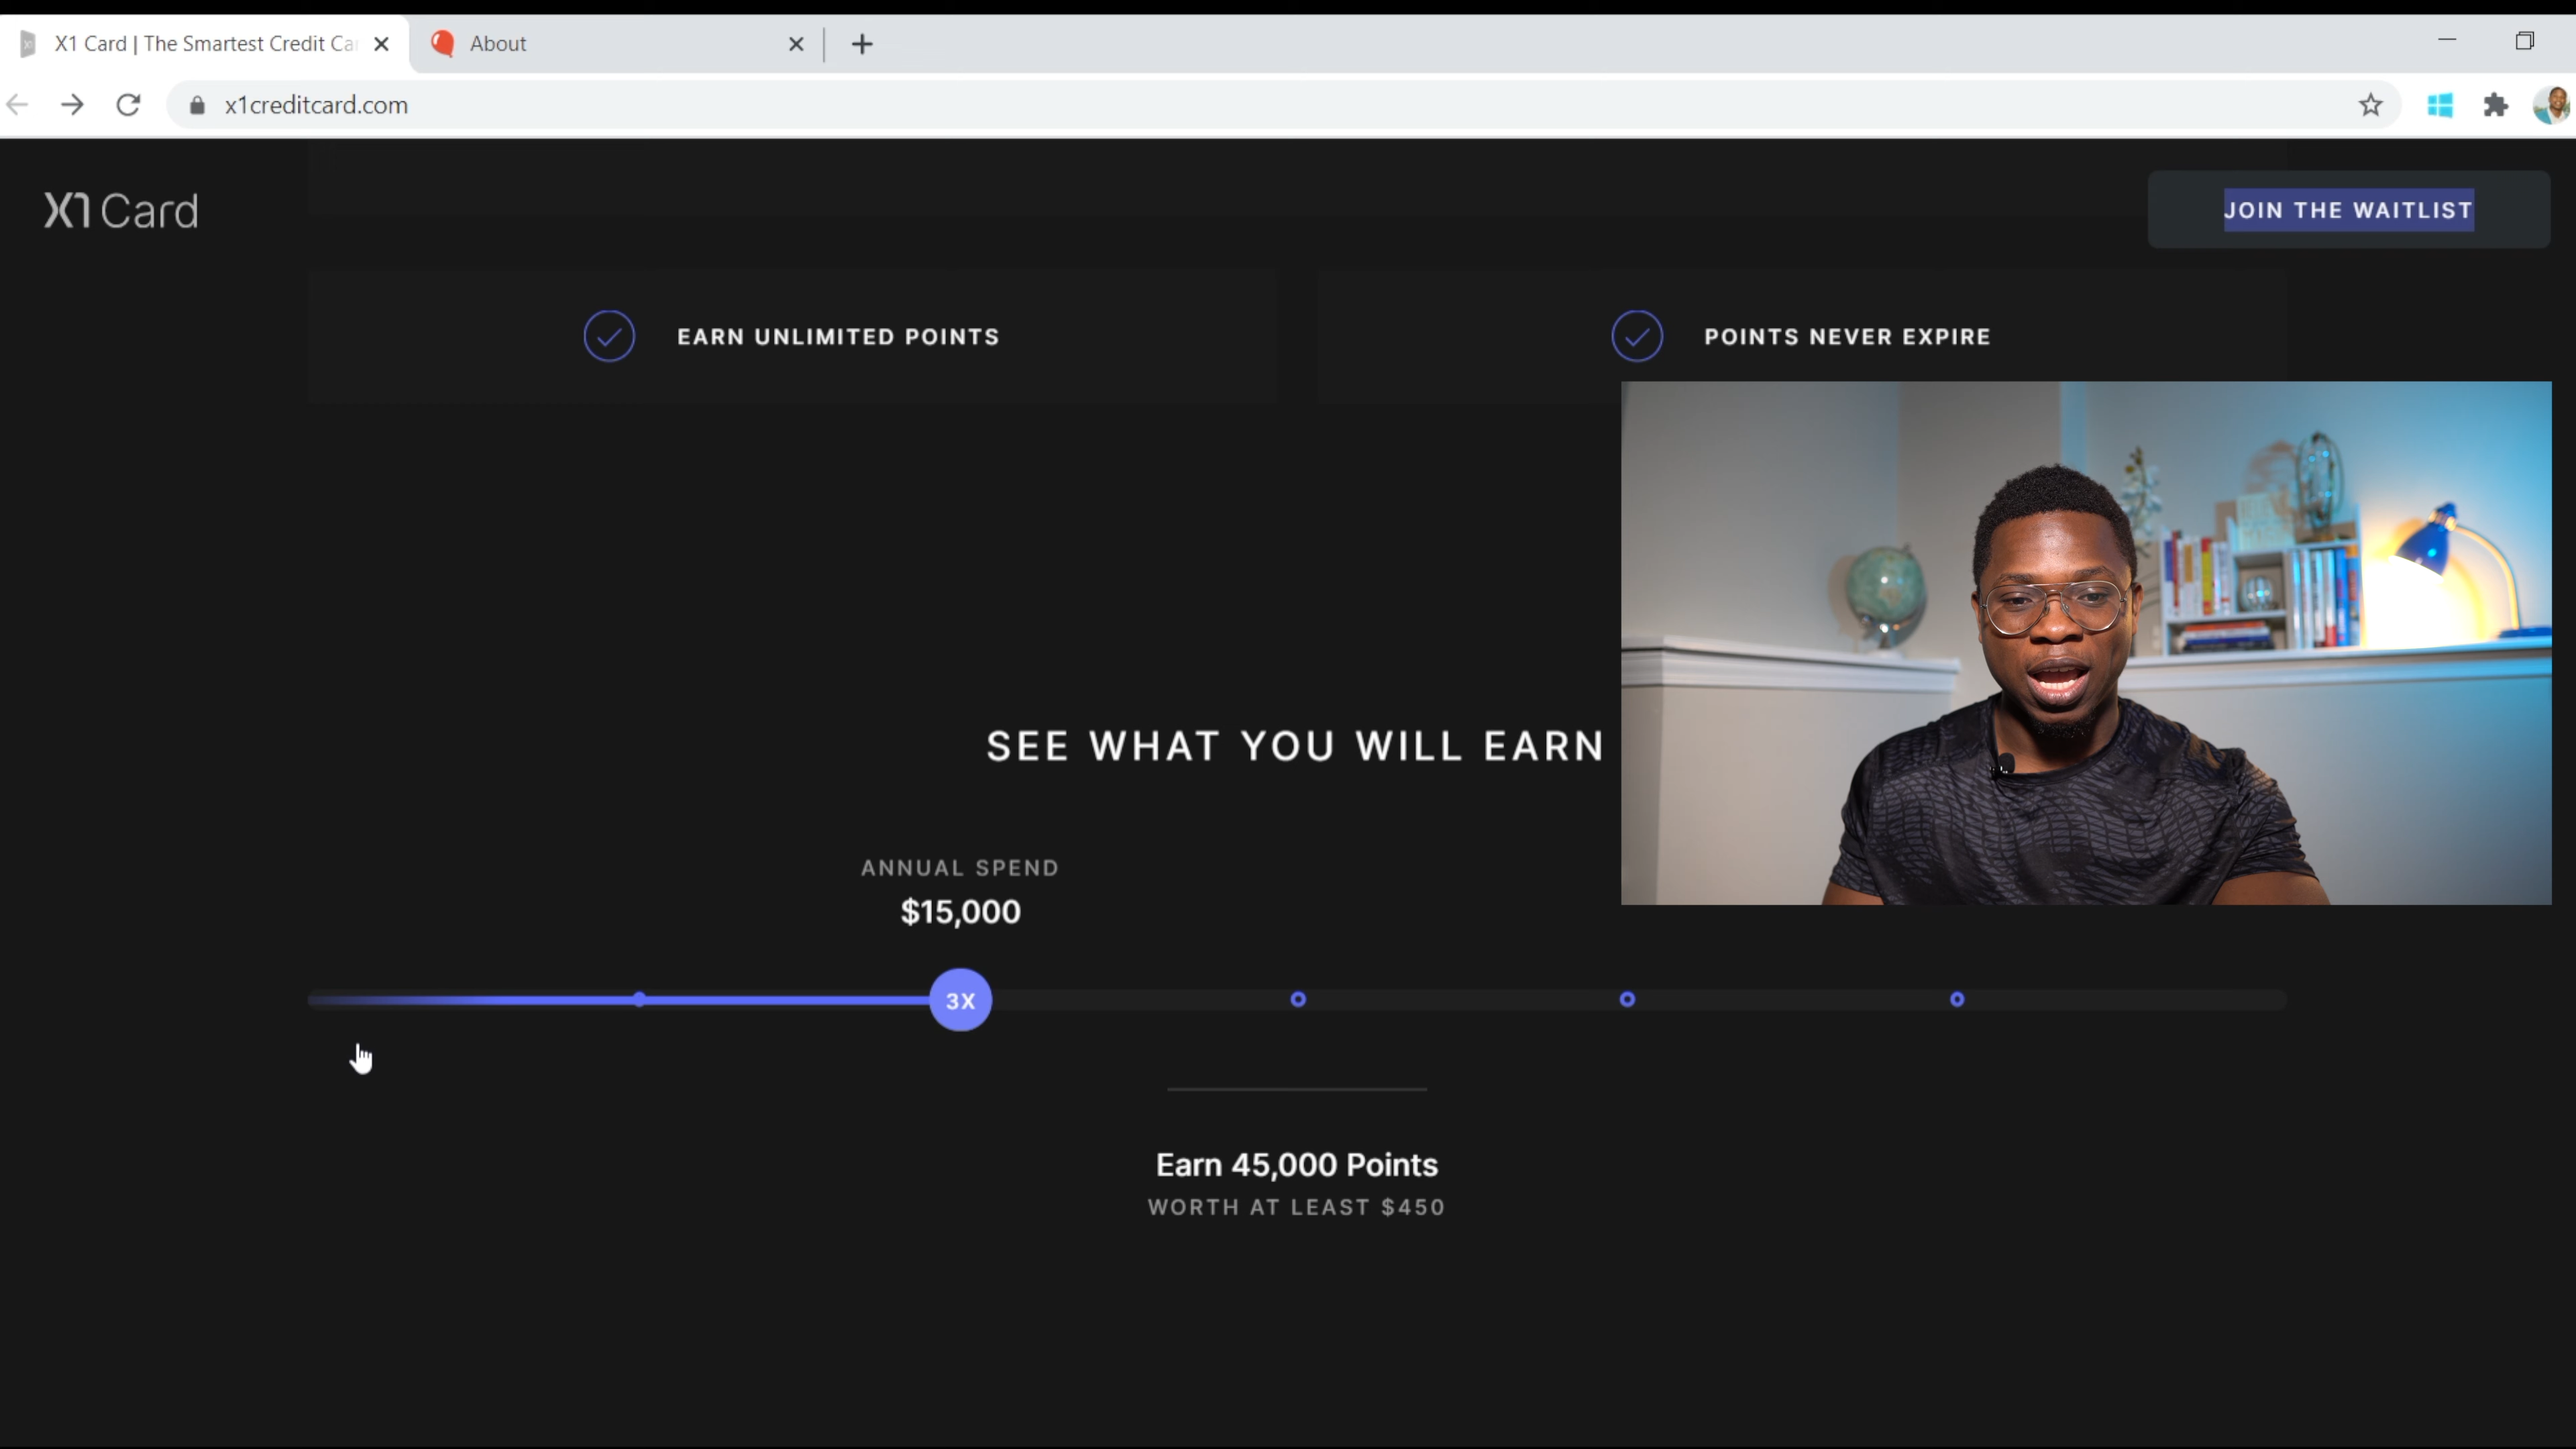 X1 Card | The Smartest Credit Ca
About
x1creditcard.com
X1 Card
JOIN THE WAITLIST
EARN UNLIMITED POINTS
POINTS NEVER EXPIRE
SEE WHAT YOU WILL EARN
ANNUAL SPEND
$15,000
3X
Earn 45,000 Points
WORTH AT LEAST $450